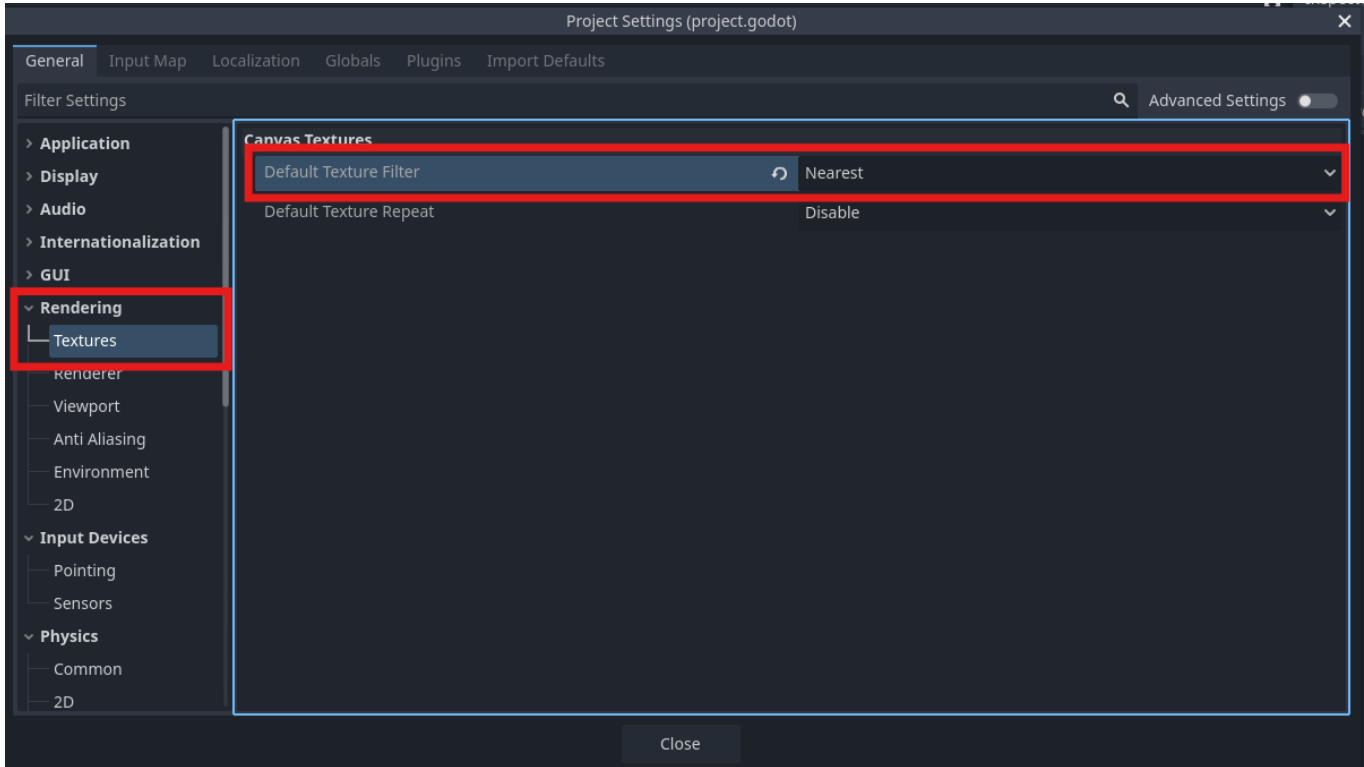 Project Settings (project.godot)
General Input Map Localization Globals Plugins Import Defaults
Filter Settings Advanced Settings
Application
Display
Audio
Internationalization
GUI
Rendering
Textures
Renderer
Viewport
Anti Aliasing
Environment
2D
Input Devices
Pointing
Sensors
Physics
Common
2D
Canvas Textures
Default Texture Filter Nearest
Default Texture Repeat Disable
Close